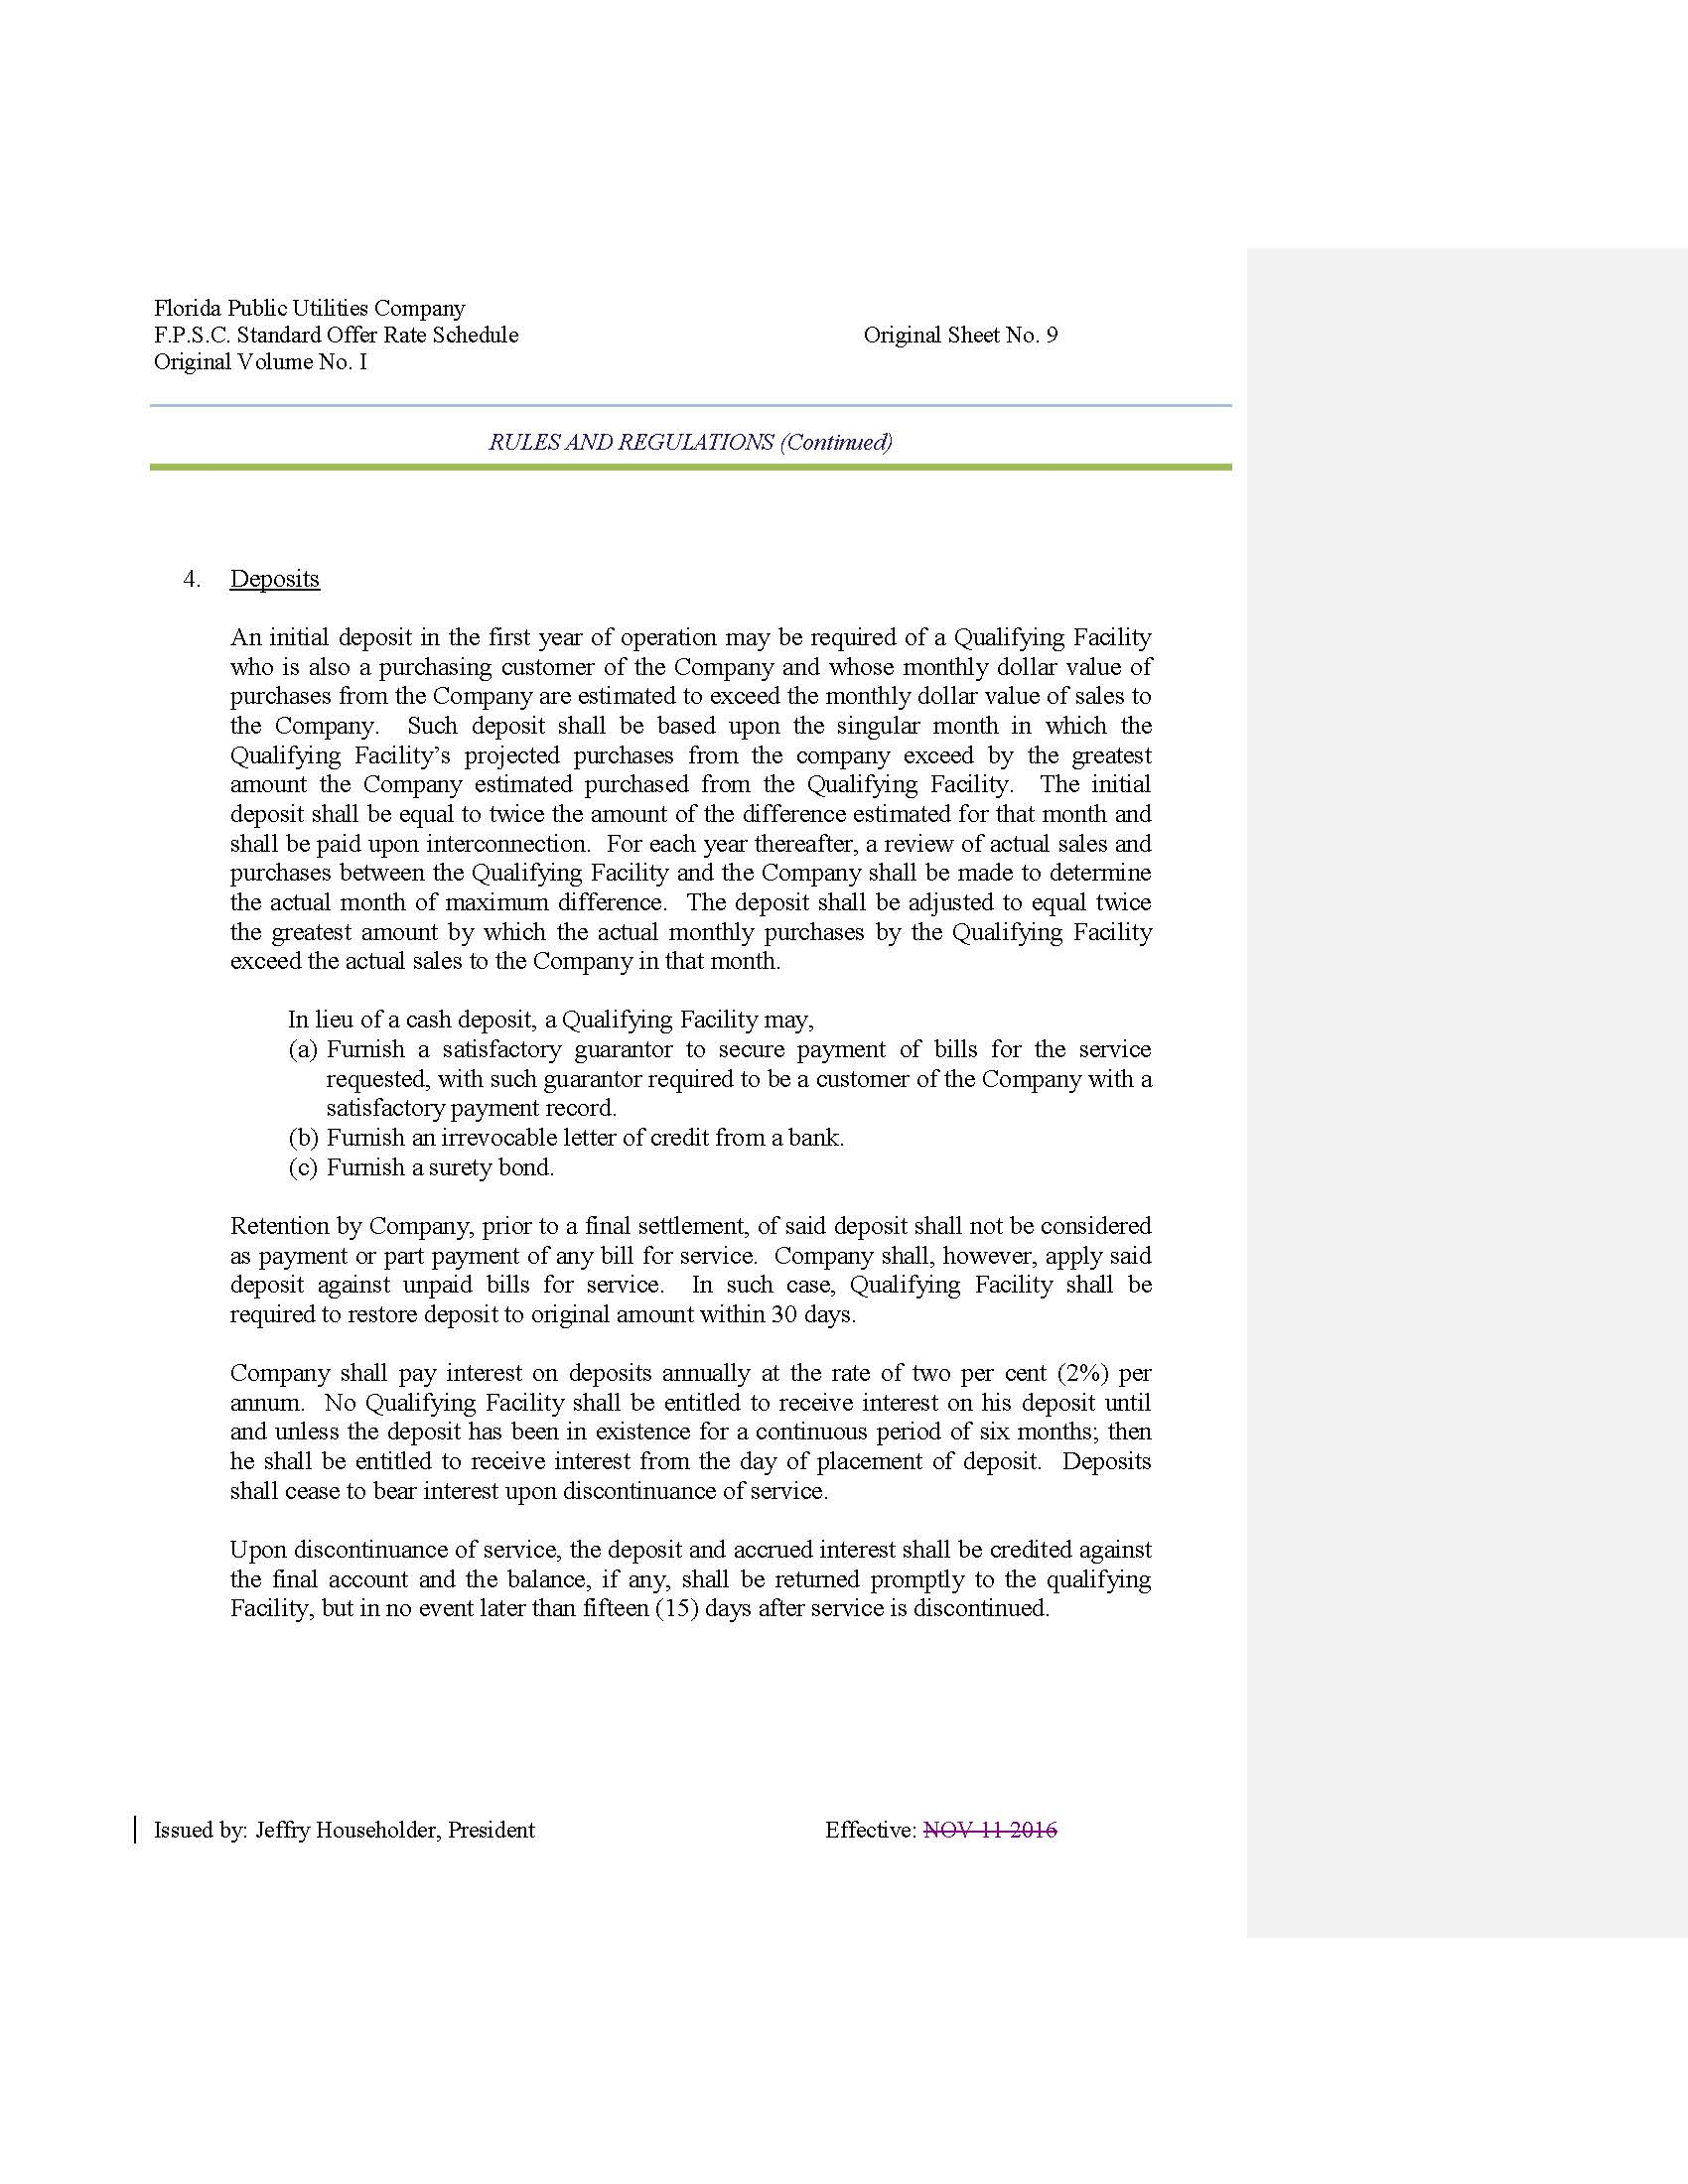 Florida Public Utilities Company
F.P.S.C. Standard Offer Rate Schedule Original Sheet No. 9
Original Volume No. I
RULES AND REGULATIONS (Continued)
4. Deposits
An initial deposit in the first year of operation may be required of a Qualifying Facility
who is also a purchasing customer of the Company and whose monthly dollar value of
purchases from the Company are estimated to exceed the monthly dollar value of sales to
the Company. Such deposit shall be based upon the singular month in which the
Qualifying Facility’s projected purchases from the company exceed by the greatest
amount the Company estimated purchased from the Qualifying Facility. The initial
deposit shall be equal to twice the amount of the difference estimated for that month and
shall be paid upon interconnection. For each year thereafter, a review of actual sales and
purchases between the Qualifying Facility and the Company shall be made to determine
the actual month of maximum difference. The deposit shall be adjusted to equal twice
the greatest amount by which the actual monthly purchases by the Qualifying Facility
exceed the actual sales to the Company in that month.
In lieu of a cash deposit, a Qualifying Facility may,
(a) Furnish a satisfactory guarantor to secure payment of bills for the service
requested, with such guarantor required to be a customer of the Company with a
satisfactory payment record.
(b) Furnish an irrevocable letter of credit from a bank.
(c) Furnish a surety bond.
Retention by Company, prior to a final settlement, of said deposit shall not be considered
as payment or part payment of any bill for service. Company shall, however, apply said
deposit against unpaid bills for service. In such case, Qualifying Facility shall be
required to restore deposit to original amount within 30 days.
Company shall pay interest on deposits annually at the rate of two per cent (2%) per
annum. No Qualifying Facility shall be entitled to receive interest on his deposit until
and unless the deposit has been in existence for a continuous period of six months; then
he shall be entitled to receive interest from the day of placement of deposit. Deposits
shall cease to bear interest upon discontinuance of service.
Upon discontinuance of service, the deposit and accrued interest shall be credited against
the final account and the balance, if any, shall be returned promptly to the qualifying
Facility, but in no event later than fifteen (15) days after service is discontinued.
Issued by: Jeffry Householder, President Effective: NOV 11 2016